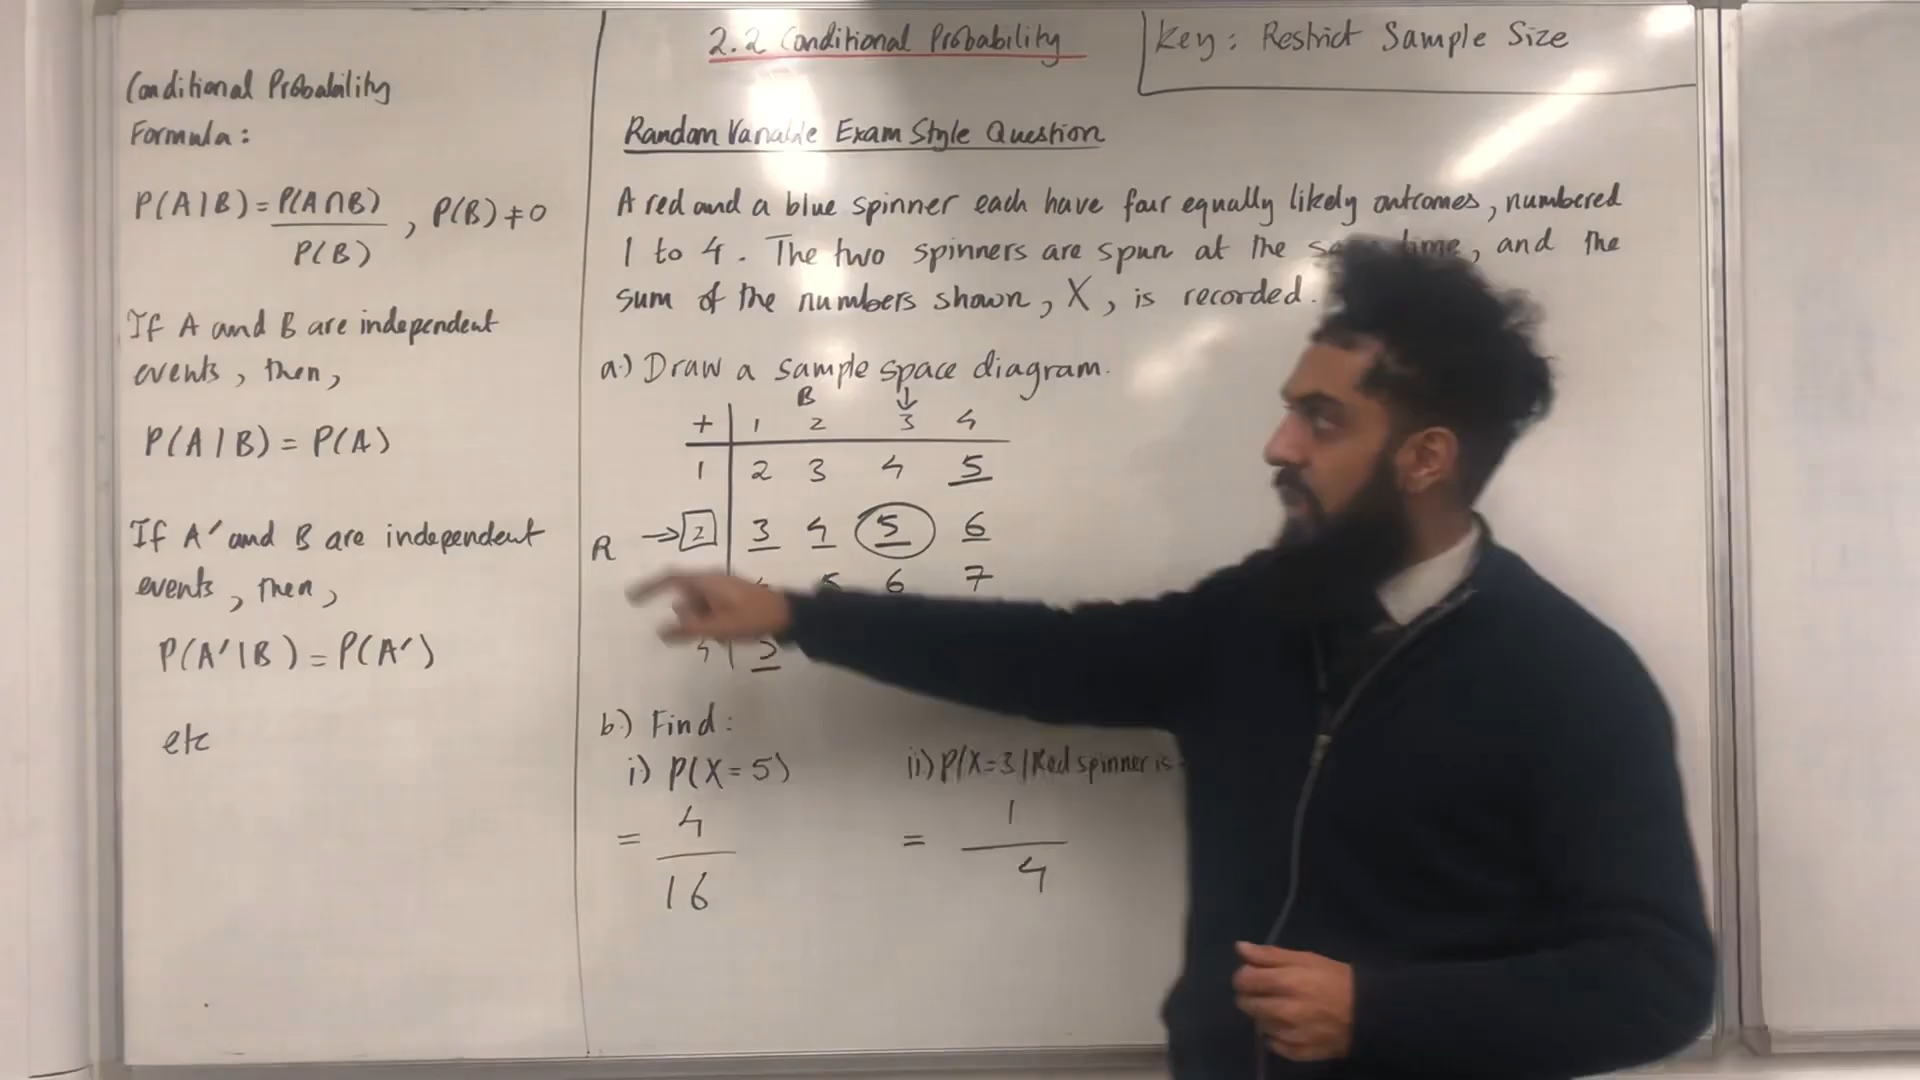 2.2 Conditional Probability
Key: Restrict Sample Size
Conditional Probability
Formula:
P(A|B) = P(A∩B) / P(B), P(B) ≠ 0
If A and B are independent
events, then,
P(A|B) = P(A)
If A′ and B are independent
events, then,
P(A′|B) = P(A′)
etc
Random Variable Exam Style Question
A red and a blue spinner each have four equally likely outcomes, numbered
1 to 4. The two spinners are spun at the time, and the
sum of the numbers shown, X, is recorded.
a.) Draw a sample space diagram.
B ↓
+ 1 2 3 4
1 2 3 4 5
R → 2 3 4 5 6
5 6 7
4
b.) Find:
i) P(X=5)
= 4/16
ii) P(X=3|Red spinner is
= 1/4